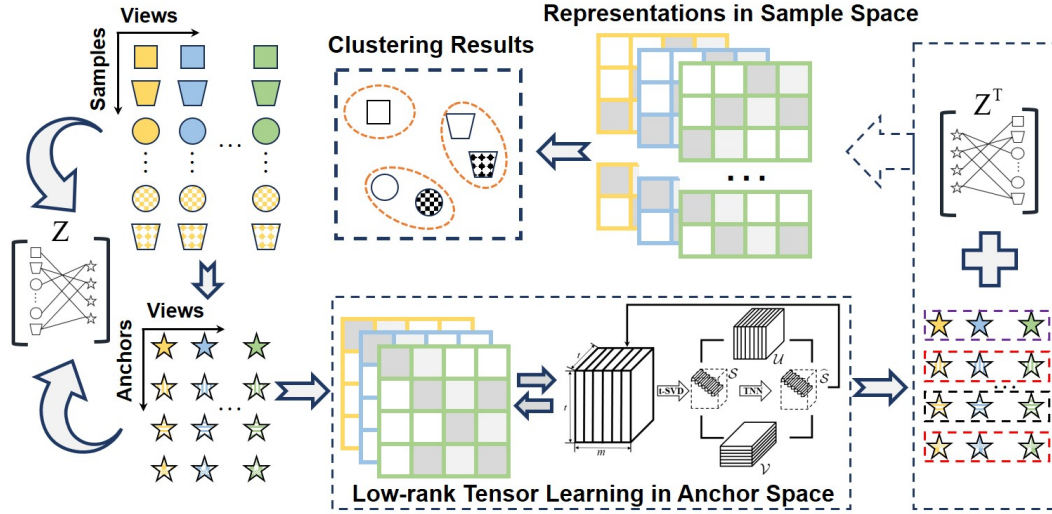 Views
Samples
Clustering Results
Representations in Sample Space
Z^T
...
...
Z
Views
Anchors
...
t
t
m
t-SVD
S
U
TNN
S
V
...
Low-rank Tensor Learning in Anchor Space